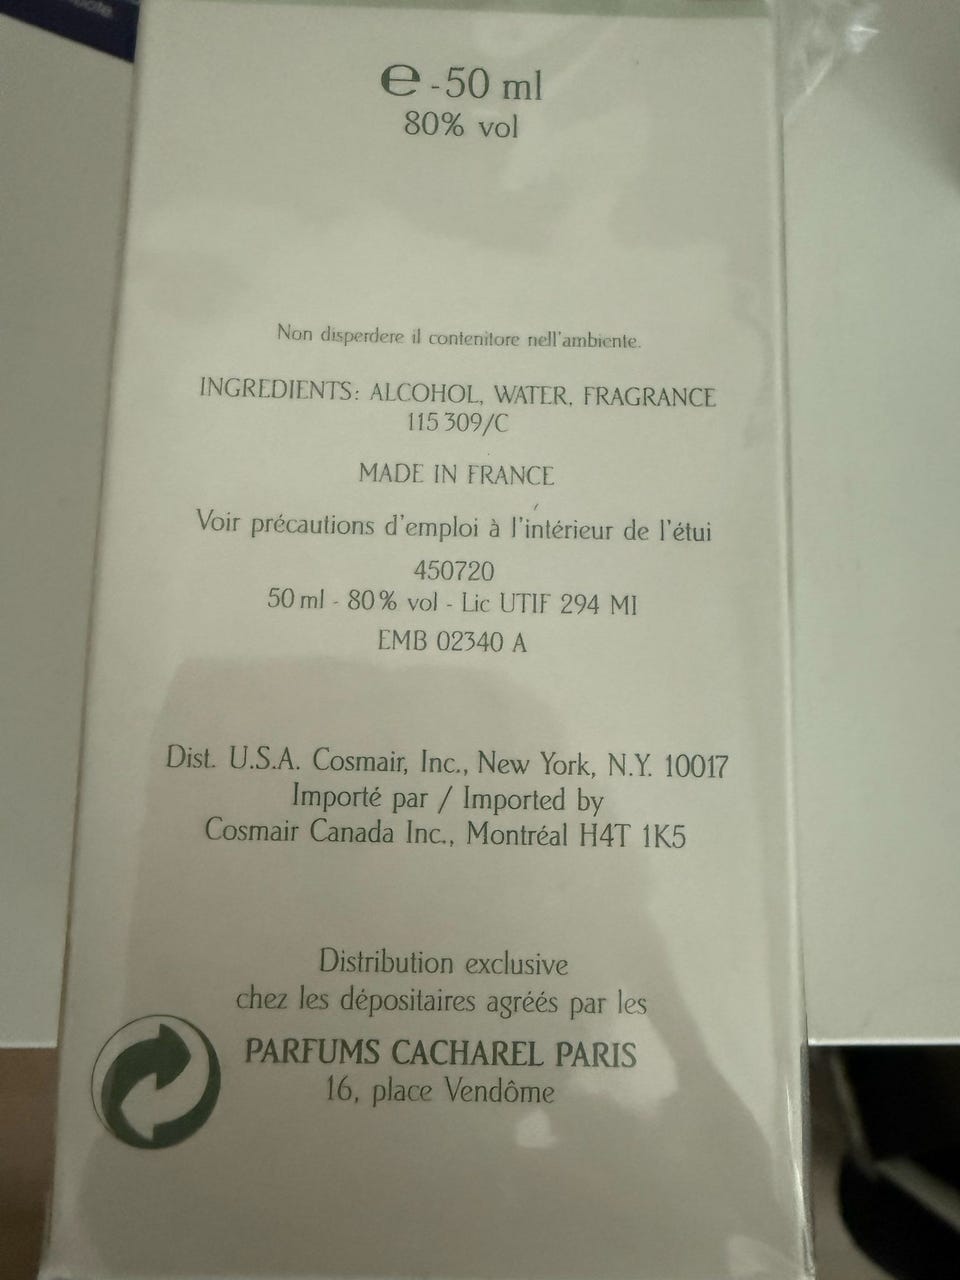 ℮ - 50 ml
80% vol
Non disperdere il contenitore nell'ambiente.
INGREDIENTS: ALCOHOL, WATER, FRAGRANCE
115 309/C
MADE IN FRANCE
Voir précautions d'emploi à l'intérieur de l'étui
450720
50 ml - 80% vol - Lic UTIF 294 MI
EMB 02340 A
Dist. U.S.A. Cosmair, Inc., New York, N.Y. 10017
Importé par / Imported by
Cosmair Canada Inc., Montréal H4T 1K5
Distribution exclusive
chez les dépositaires agréés par les
PARFUMS CACHAREL PARIS
16, place Vendôme